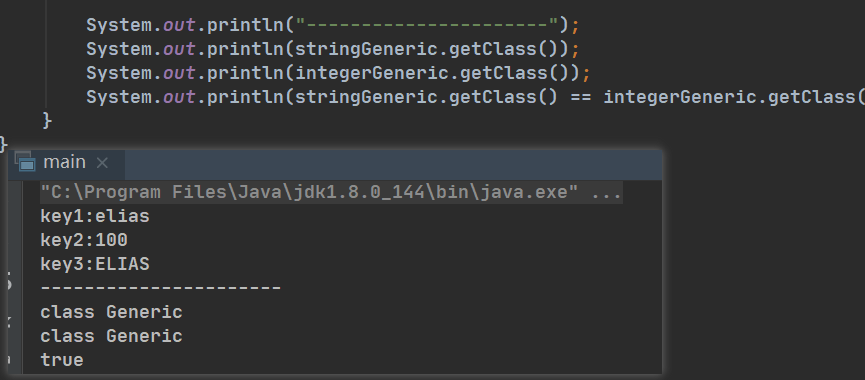 System.out.println("----------------------");
System.out.println(stringGeneric.getClass());
System.out.println(integerGeneric.getClass());
System.out.println(stringGeneric.getClass() == integerGeneric.getClass(
}
}
main ×
"C:\Program Files\Java\jdk1.8.0_144\bin\java.exe" ...
key1:elias
key2:100
key3:ELIAS
----------------------
class Generic
class Generic
true